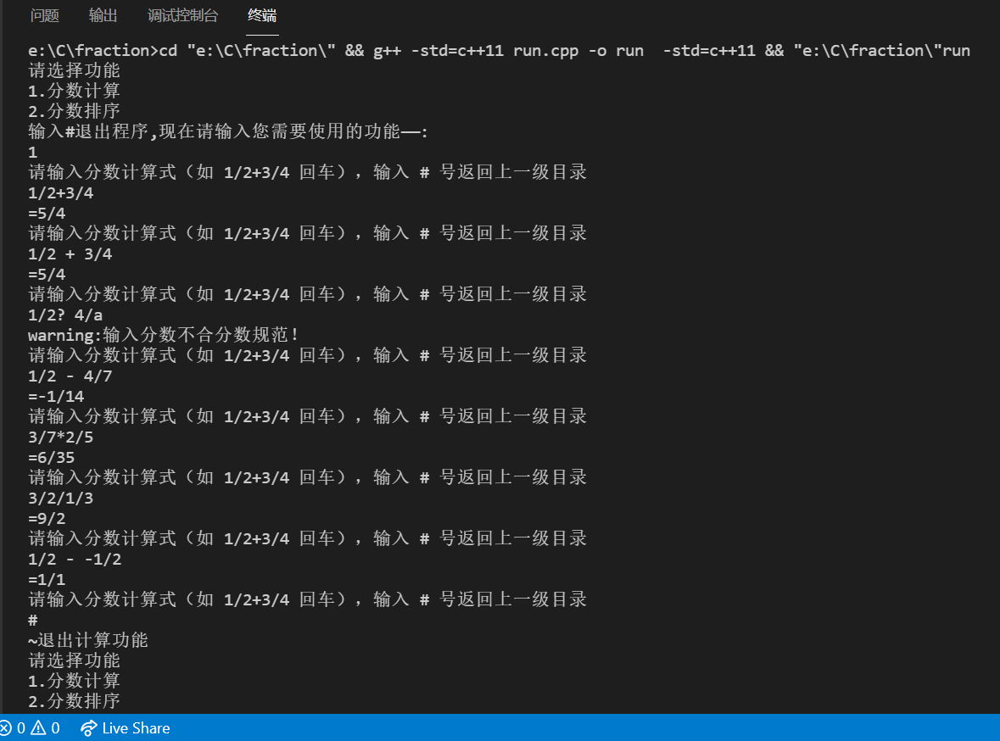 问题 输出 调试控制台 终端
e:\C\fraction>cd "e:\C\fraction\" && g++ -std=c++11 run.cpp -o run  -std=c++11 && "e:\C\fraction\"run
请选择功能
1.分数计算
2.分数排序
输入#退出程序,现在请输入您需要使用的功能——:
1
请输入分数计算式（如 1/2+3/4 回车），输入 # 号返回上一级目录
1/2+3/4
=5/4
请输入分数计算式（如 1/2+3/4 回车），输入 # 号返回上一级目录
1/2 + 3/4
=5/4
请输入分数计算式（如 1/2+3/4 回车），输入 # 号返回上一级目录
1/2? 4/a
warning:输入分数不合分数规范！
请输入分数计算式（如 1/2+3/4 回车），输入 # 号返回上一级目录
1/2 - 4/7
=-1/14
请输入分数计算式（如 1/2+3/4 回车），输入 # 号返回上一级目录
3/7*2/5
=6/35
请输入分数计算式（如 1/2+3/4 回车），输入 # 号返回上一级目录
3/2/1/3
=9/2
请输入分数计算式（如 1/2+3/4 回车），输入 # 号返回上一级目录
1/2 - -1/2
=1/1
请输入分数计算式（如 1/2+3/4 回车），输入 # 号返回上一级目录
#
~退出计算功能
请选择功能
1.分数计算
2.分数排序
0 0 Live Share